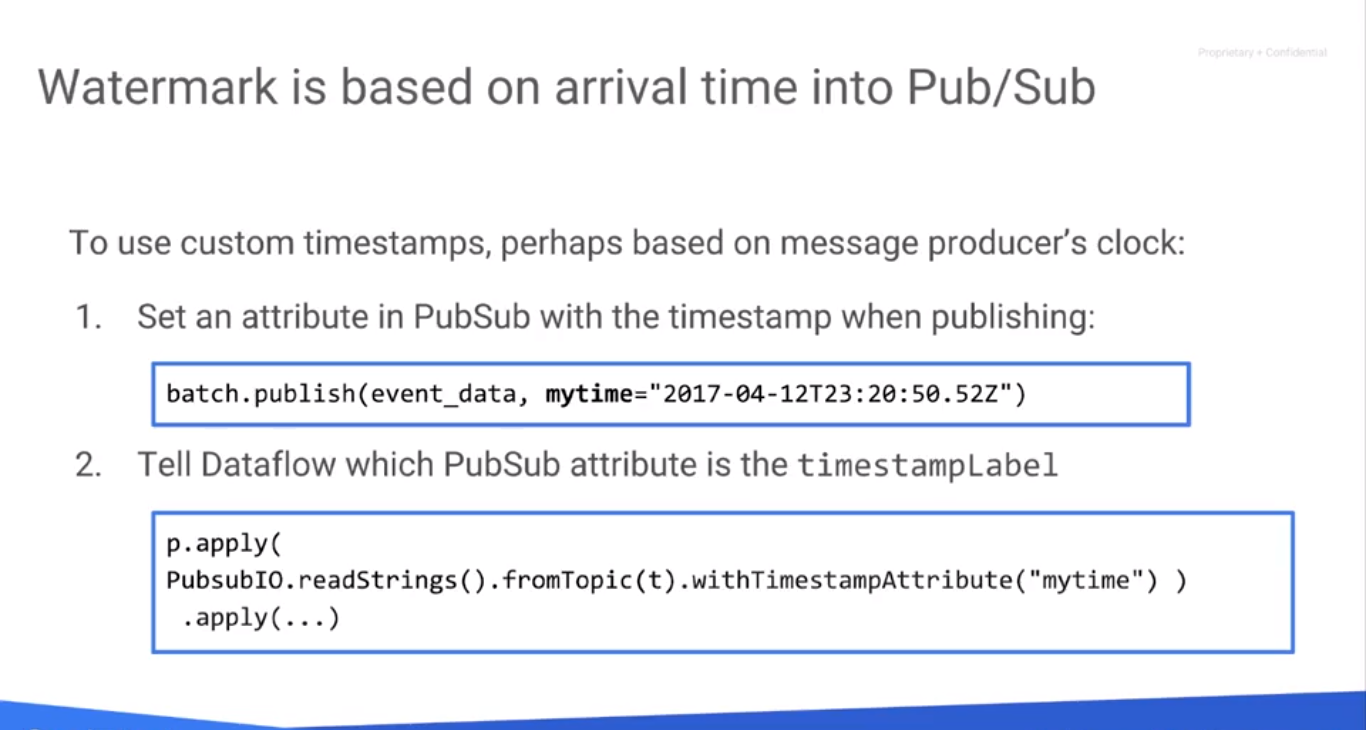 Proprietary + Confidential
Watermark is based on arrival time into Pub/Sub
To use custom timestamps, perhaps based on message producer’s clock:
1. Set an attribute in PubSub with the timestamp when publishing:
batch.publish(event_data, mytime="2017-04-12T23:20:50.52Z")
2. Tell Dataflow which PubSub attribute is the timestampLabel
p.apply(
PubsubIO.readStrings().fromTopic(t).withTimestampAttribute("mytime") )
.apply(...)